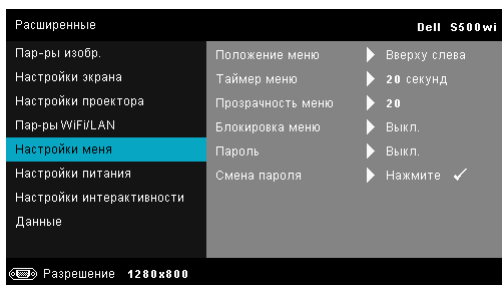 Расширенные Dell S500wi
Пар-ры изобр.
Настройки экрана
Настройки проектора
Пар-ры WiFi/LAN
Настройки меня
Настройки питания
Настройки интерактивности
Данные
Положение меню Вверху слева
Таймер меню 20 секунд
Прозрачность меню 20
Блокировка меню Выкл.
Пароль Выкл.
Смена пароля Нажмите ✓
Разрешение 1280x800